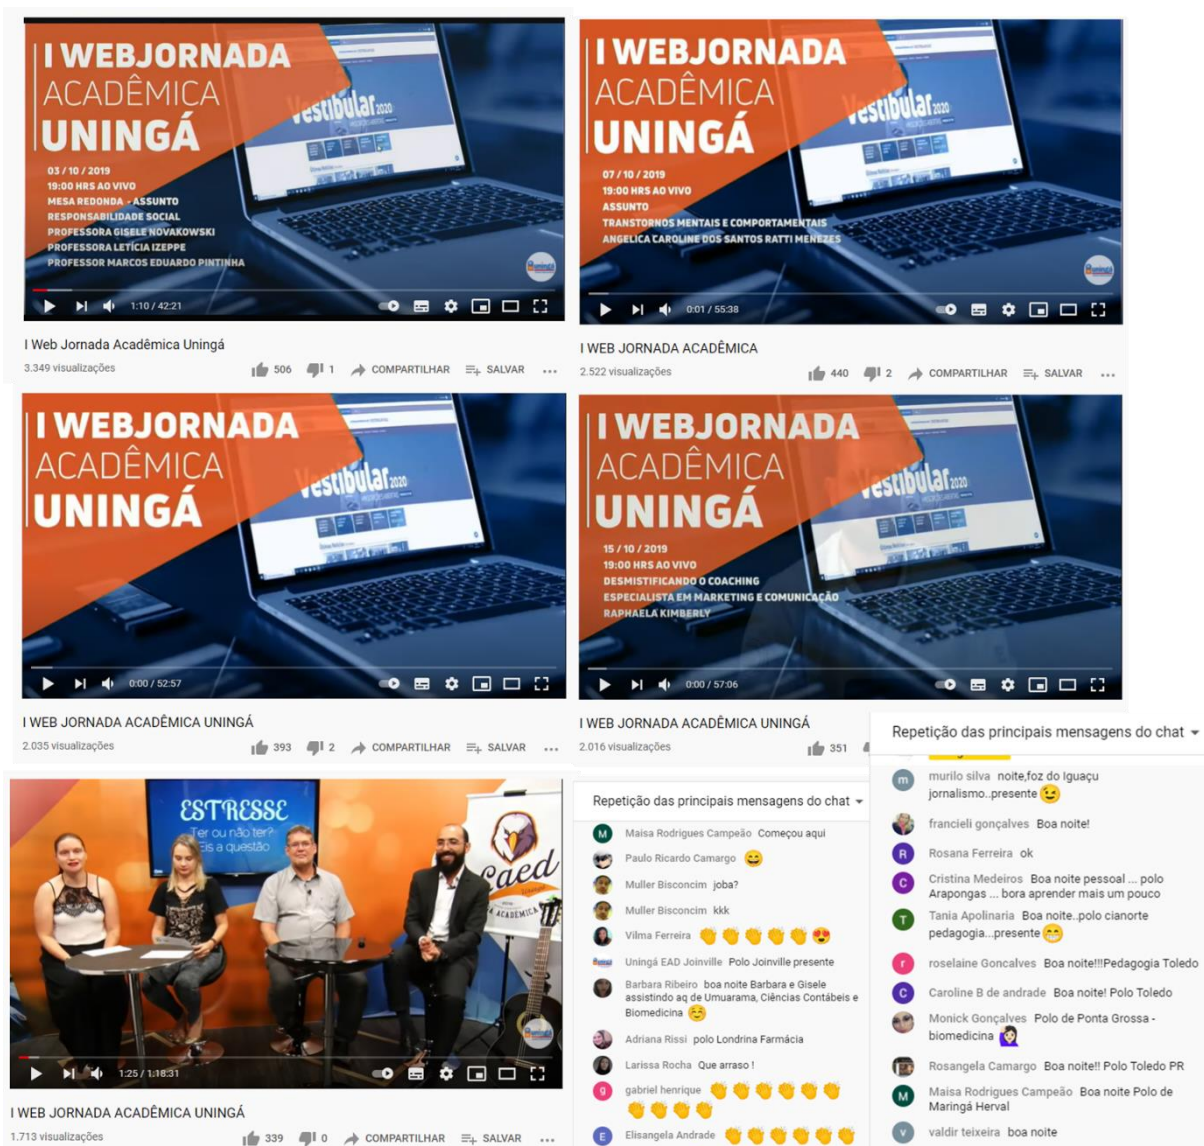 I WEBJORNADA
ACADÊMICA
UNINGÁ
03 / 10 / 2019
19:00 HRS AO VIVO
MESA REDONDA - ASSUNTO
RESPONSABILIDADE SOCIAL
PROFESSORA GISELE NOVAKOWSKI
PROFESSORA LETÍCIA IZEPPE
PROFESSOR MARCOS EDUARDO PINTINHA
Vestibular 2020
uningá
1:10 / 42:21
I Web Jornada Acadêmica Uningá
3.349 visualizações
506 1 COMPARTILHAR SALVAR ...
I WEBJORNADA
ACADÊMICA
UNINGÁ
07 / 10 / 2019
19:00 HRS AO VIVO
ASSUNTO
TRANSTORNOS MENTAIS E COMPORTAMENTAIS
ANGELICA CAROLINE DOS SANTOS RATTI MENEZES
Vestibular 2020
uningá
0:01 / 55:38
I WEB JORNADA ACADÊMICA
2.522 visualizações
440 2 COMPARTILHAR SALVAR ...
I WEBJORNADA
ACADÊMICA
UNINGÁ
Vestibular 2020
0:00 / 52:57
I WEB JORNADA ACADÊMICA UNINGÁ
2.035 visualizações
393 2 COMPARTILHAR SALVAR ...
I WEBJORNADA
ACADÊMICA
UNINGÁ
15 / 10 / 2019
19:00 HRS AO VIVO
DESMISTIFICANDO O COACHING
ESPECIALISTA EM MARKETING E COMUNICAÇÃO
RAPHAELA KIMBERLY
Vestibular 2020
0:00 / 57:06
I WEB JORNADA ACADÊMICA UNINGÁ
2.016 visualizações
351
ESTRESSE
Ter ou não ter?
Eis a questão
Caed
uningá
1:25 / 1:18:31
I WEB JORNADA ACADÊMICA UNINGÁ
1.713 visualizações
339 0 COMPARTILHAR SALVAR ...
Repetição das principais mensagens do chat
M Maisa Rodrigues Campeão Começou aqui
Paulo Ricardo Camargo 😄
Muller Bisconcim joba?
Muller Bisconcim kkk
Vilma Ferreira 👏👏👏👏👏😍
Uningá EAD Joinville Polo Joinville presente
Barbara Ribeiro boa noite Barbara e Gisele
assistindo aq de Umuarama, Ciências Contábeis e
Biomedicina ☺️
Adriana Rissi polo Londrina Farmácia
Larissa Rocha Que arraso !
g gabriel henrique 👏👏👏👏👏👏
👏👏👏👏
E Elisangela Andrade 👏👏👏👏👏👏
Repetição das principais mensagens do chat
m murilo silva noite,foz do Iguaçu
jornalismo..presente 😉
francieli gonçalves Boa noite!
R Rosana Ferreira ok
C Cristina Medeiros Boa noite pessoal ... polo
Arapongas ... bora aprender mais um pouco
T Tania Apolinaria Boa noite..polo cianorte
pedagogia...presente 😁
r roselaine Goncalves Boa noite!!!Pedagogia Toledo
C Caroline B de andrade Boa noite! Polo Toledo
Monick Gonçalves Polo de Ponta Grossa -
biomedicina 🙋🏻‍♀️
Rosangela Camargo Boa noite!! Polo Toledo PR
M Maisa Rodrigues Campeão Boa noite Polo de
Maringá Herval
v valdir teixeira boa noite